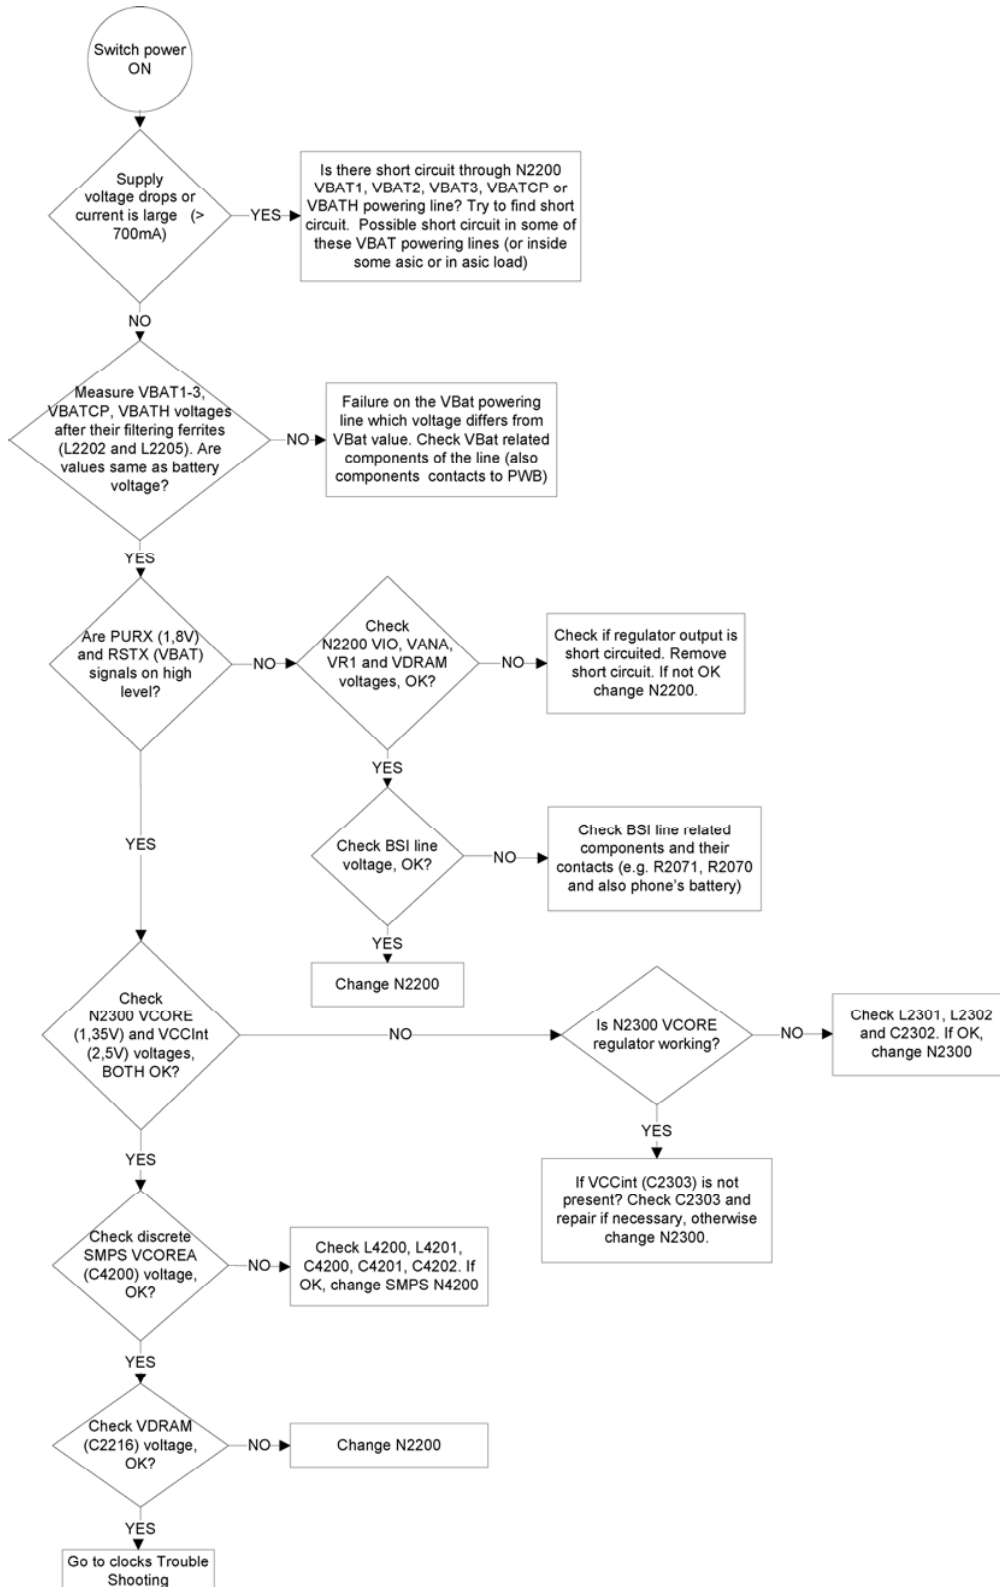 Switch power
ON
Supply
voltage drops or
current is large (>
700mA)
YES
Is there short circuit through N2200
VBAT1, VBAT2, VBAT3, VBATCP or
VBATH powering line? Try to find short
circuit. Possible short circuit in some of
these VBAT powering lines (or inside
some asic or in asic load)
NO
Measure VBAT1-3,
VBATCP, VBATH voltages
after their filtering ferrites
(L2202 and L2205). Are
values same as battery
voltage?
NO
Failure on the VBat powering
line which voltage differs from
VBat value. Check VBat related
components of the line (also
components contacts to PWB)
YES
Are PURX (1,8V)
and RSTX (VBAT)
signals on high
level?
NO
Check
N2200 VIO, VANA,
VR1 and VDRAM
voltages, OK?
NO
Check if regulator output is
short circuited. Remove
short circuit. If not OK
change N2200.
YES
Check BSI line
voltage, OK?
NO
Check BSI line related
components and their
contacts (e.g. R2071, R2070
and also phone's battery)
YES
Change N2200
YES
Check
N2300 VCORE
(1,35V) and VCCInt
(2,5V) voltages,
BOTH OK?
NO
Is N2300 VCORE
regulator working?
NO
Check L2301, L2302
and C2302. If OK,
change N2300
YES
If VCCint (C2303) is not
present? Check C2303 and
repair if necessary, otherwise
change N2300.
YES
Check discrete
SMPS VCOREA
(C4200) voltage,
OK?
NO
Check L4200, L4201,
C4200, C4201, C4202. If
OK, change SMPS N4200
YES
Check VDRAM
(C2216) voltage,
OK?
NO
Change N2200
YES
Go to clocks Trouble
Shooting